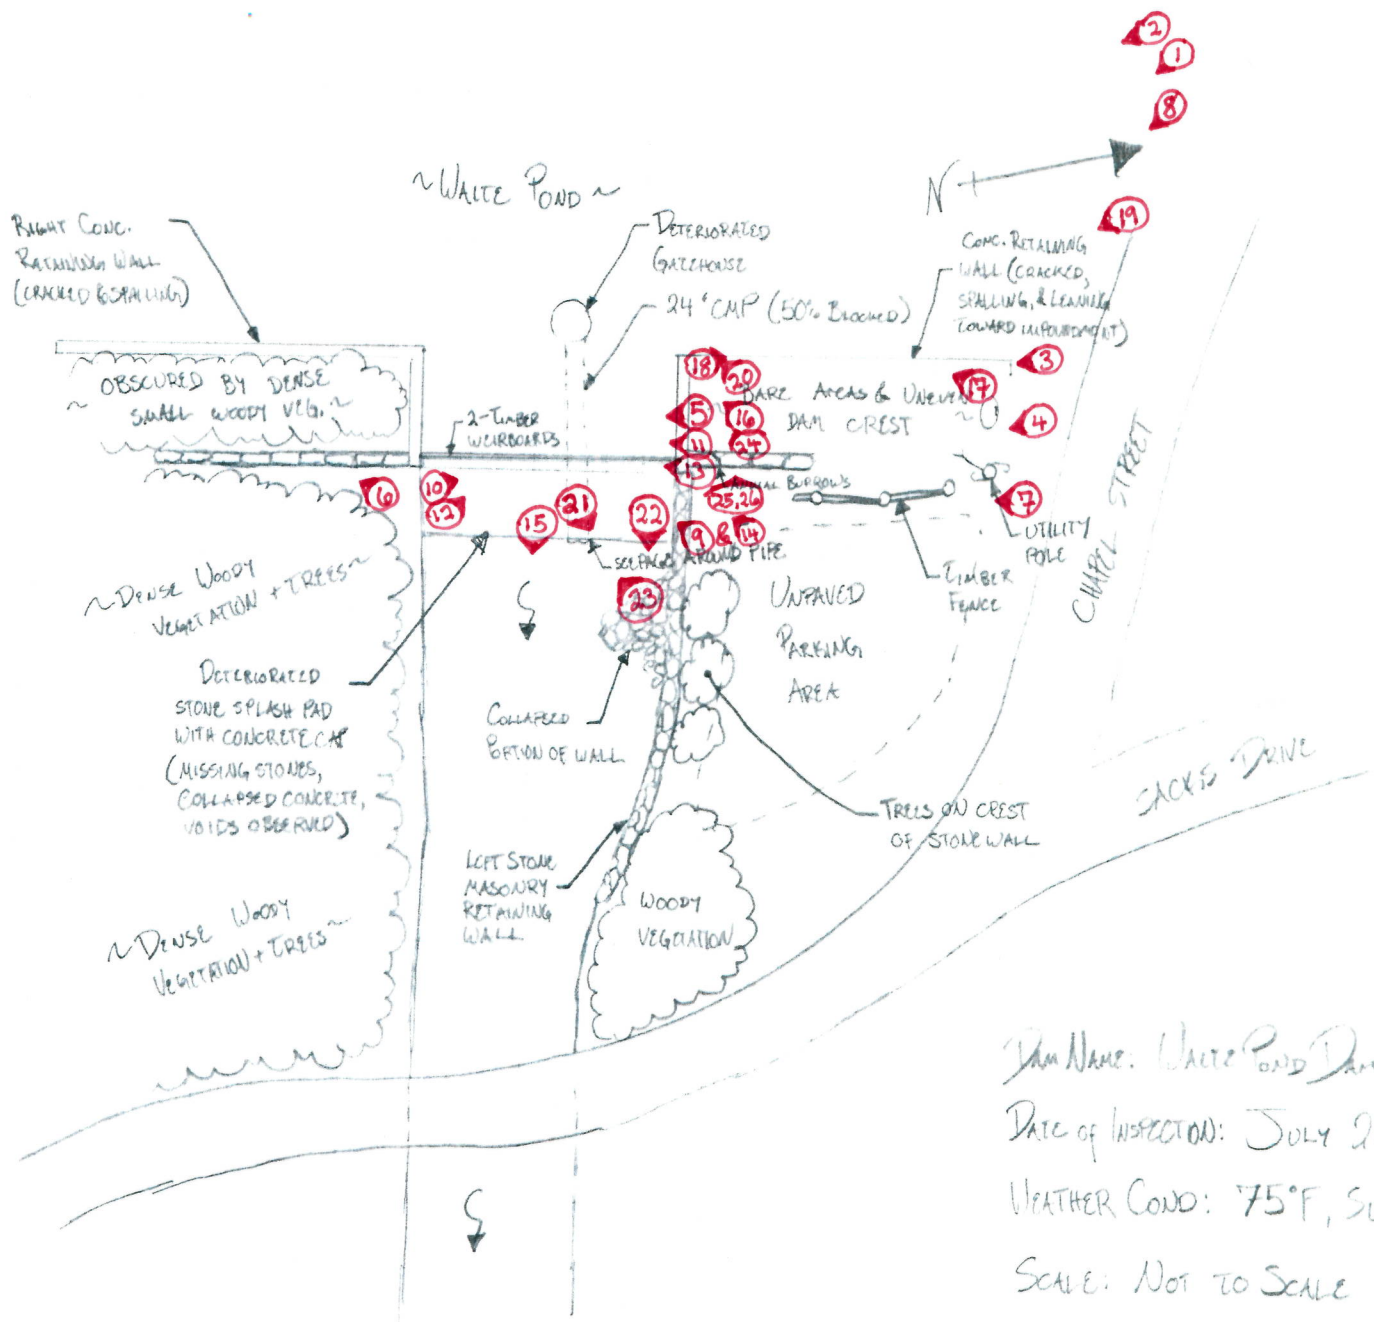 2
1
8
~ WAITE POND ~
N
19
RIGHT CONC.
RETAINING WALL
(CRACKED & SPALLING)
DETERIORATED
GATEHOUSE
24" CMP (50% BLOCKED)
CONC. RETAINING
WALL (CRACKED,
SPALLING, & LEANING
TOWARD IMPOUNDMENT)
~ OBSCURED BY DENSE
SMALL WOODY VEG. ~
18
20
17
3
BARE AREAS & UNEVEN
DAM CREST
5
16
4
2-TIMBER
WEIRBOARDS
11
24
13
ANIMAL BURROWS
6
10
12
15
21
22
25,26
9 & 14
7
SEEPAGE AROUND PIPE
UTILITY
POLE
TIMBER
FENCE
CHAPEL STREET
~ DENSE WOODY
VEGETATION + TREES ~
23
UNPAVED
PARKING
AREA
DETERIORATED
STONE SPLASH PAD
WITH CONCRETE CAP
(MISSING STONES,
COLLAPSED CONCRETE,
VOIDS OBSERVED)
COLLAPSED
PORTION OF WALL
JACKIS DRIVE
TREES ON CREST
OF STONE WALL
LEFT STONE
MASONRY
RETAINING
WALL
WOODY
VEGETATION
~ DENSE WOODY
VEGETATION + TREES ~
DAM NAME: WAITE POND DAM
DATE OF INSPECTION: JULY 2
WEATHER COND: 75°F, SU
SCALE: NOT TO SCALE